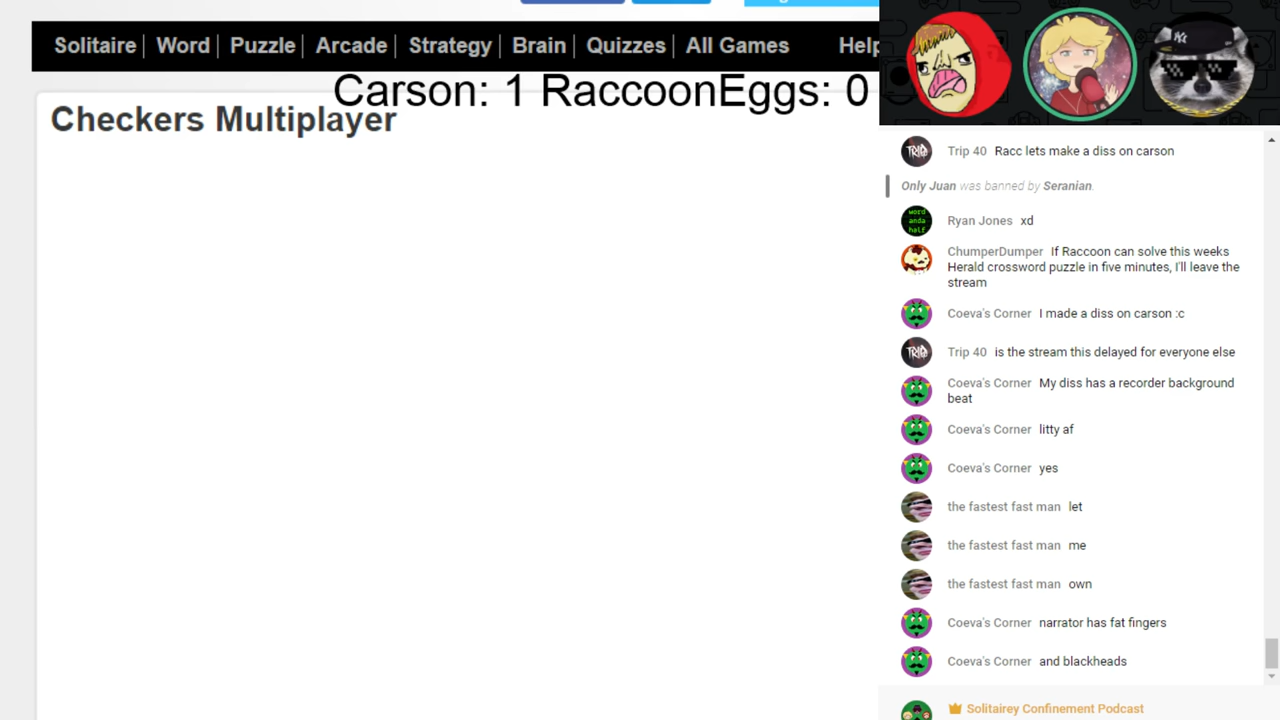 Solitaire | Word | Puzzle | Arcade | Strategy | Brain | Quizzes | All Games Help
Carson: 1 RaccoonEggs: 0
Checkers Multiplayer
Trip 40 Racc lets make a diss on carson
Only Juan was banned by Seranian.
Ryan Jones xd
ChumperDumper If Raccoon can solve this weeks
Herald crossword puzzle in five minutes, I'll leave the
stream
Coeva's Corner I made a diss on carson :c
Trip 40 is the stream this delayed for everyone else
Coeva's Corner My diss has a recorder background
beat
Coeva's Corner litty af
Coeva's Corner yes
the fastest fast man let
the fastest fast man me
the fastest fast man own
Coeva's Corner narrator has fat fingers
Coeva's Corner and blackheads
Solitairey Confinement Podcast
word
anda
half